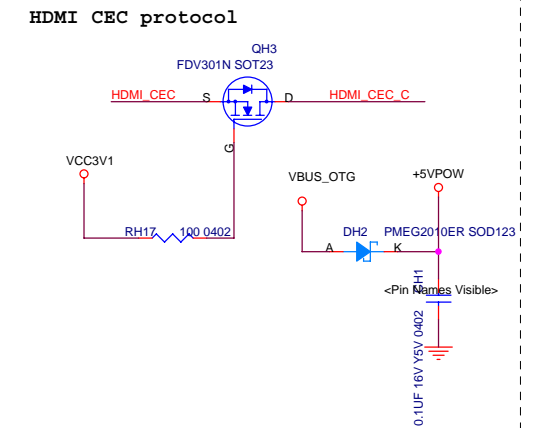 HDMI CEC protocol
QH3
FDV301N SOT23
HDMI_CEC
S
D
HDMI_CEC_C
G
VCC3V1
VBUS_OTG
+5VPOW
RH17
100 0402
DH2
PMEG2010ER SOD123
A
K
<Pin Names Visible>
0.1UF 16V Y5V 0402